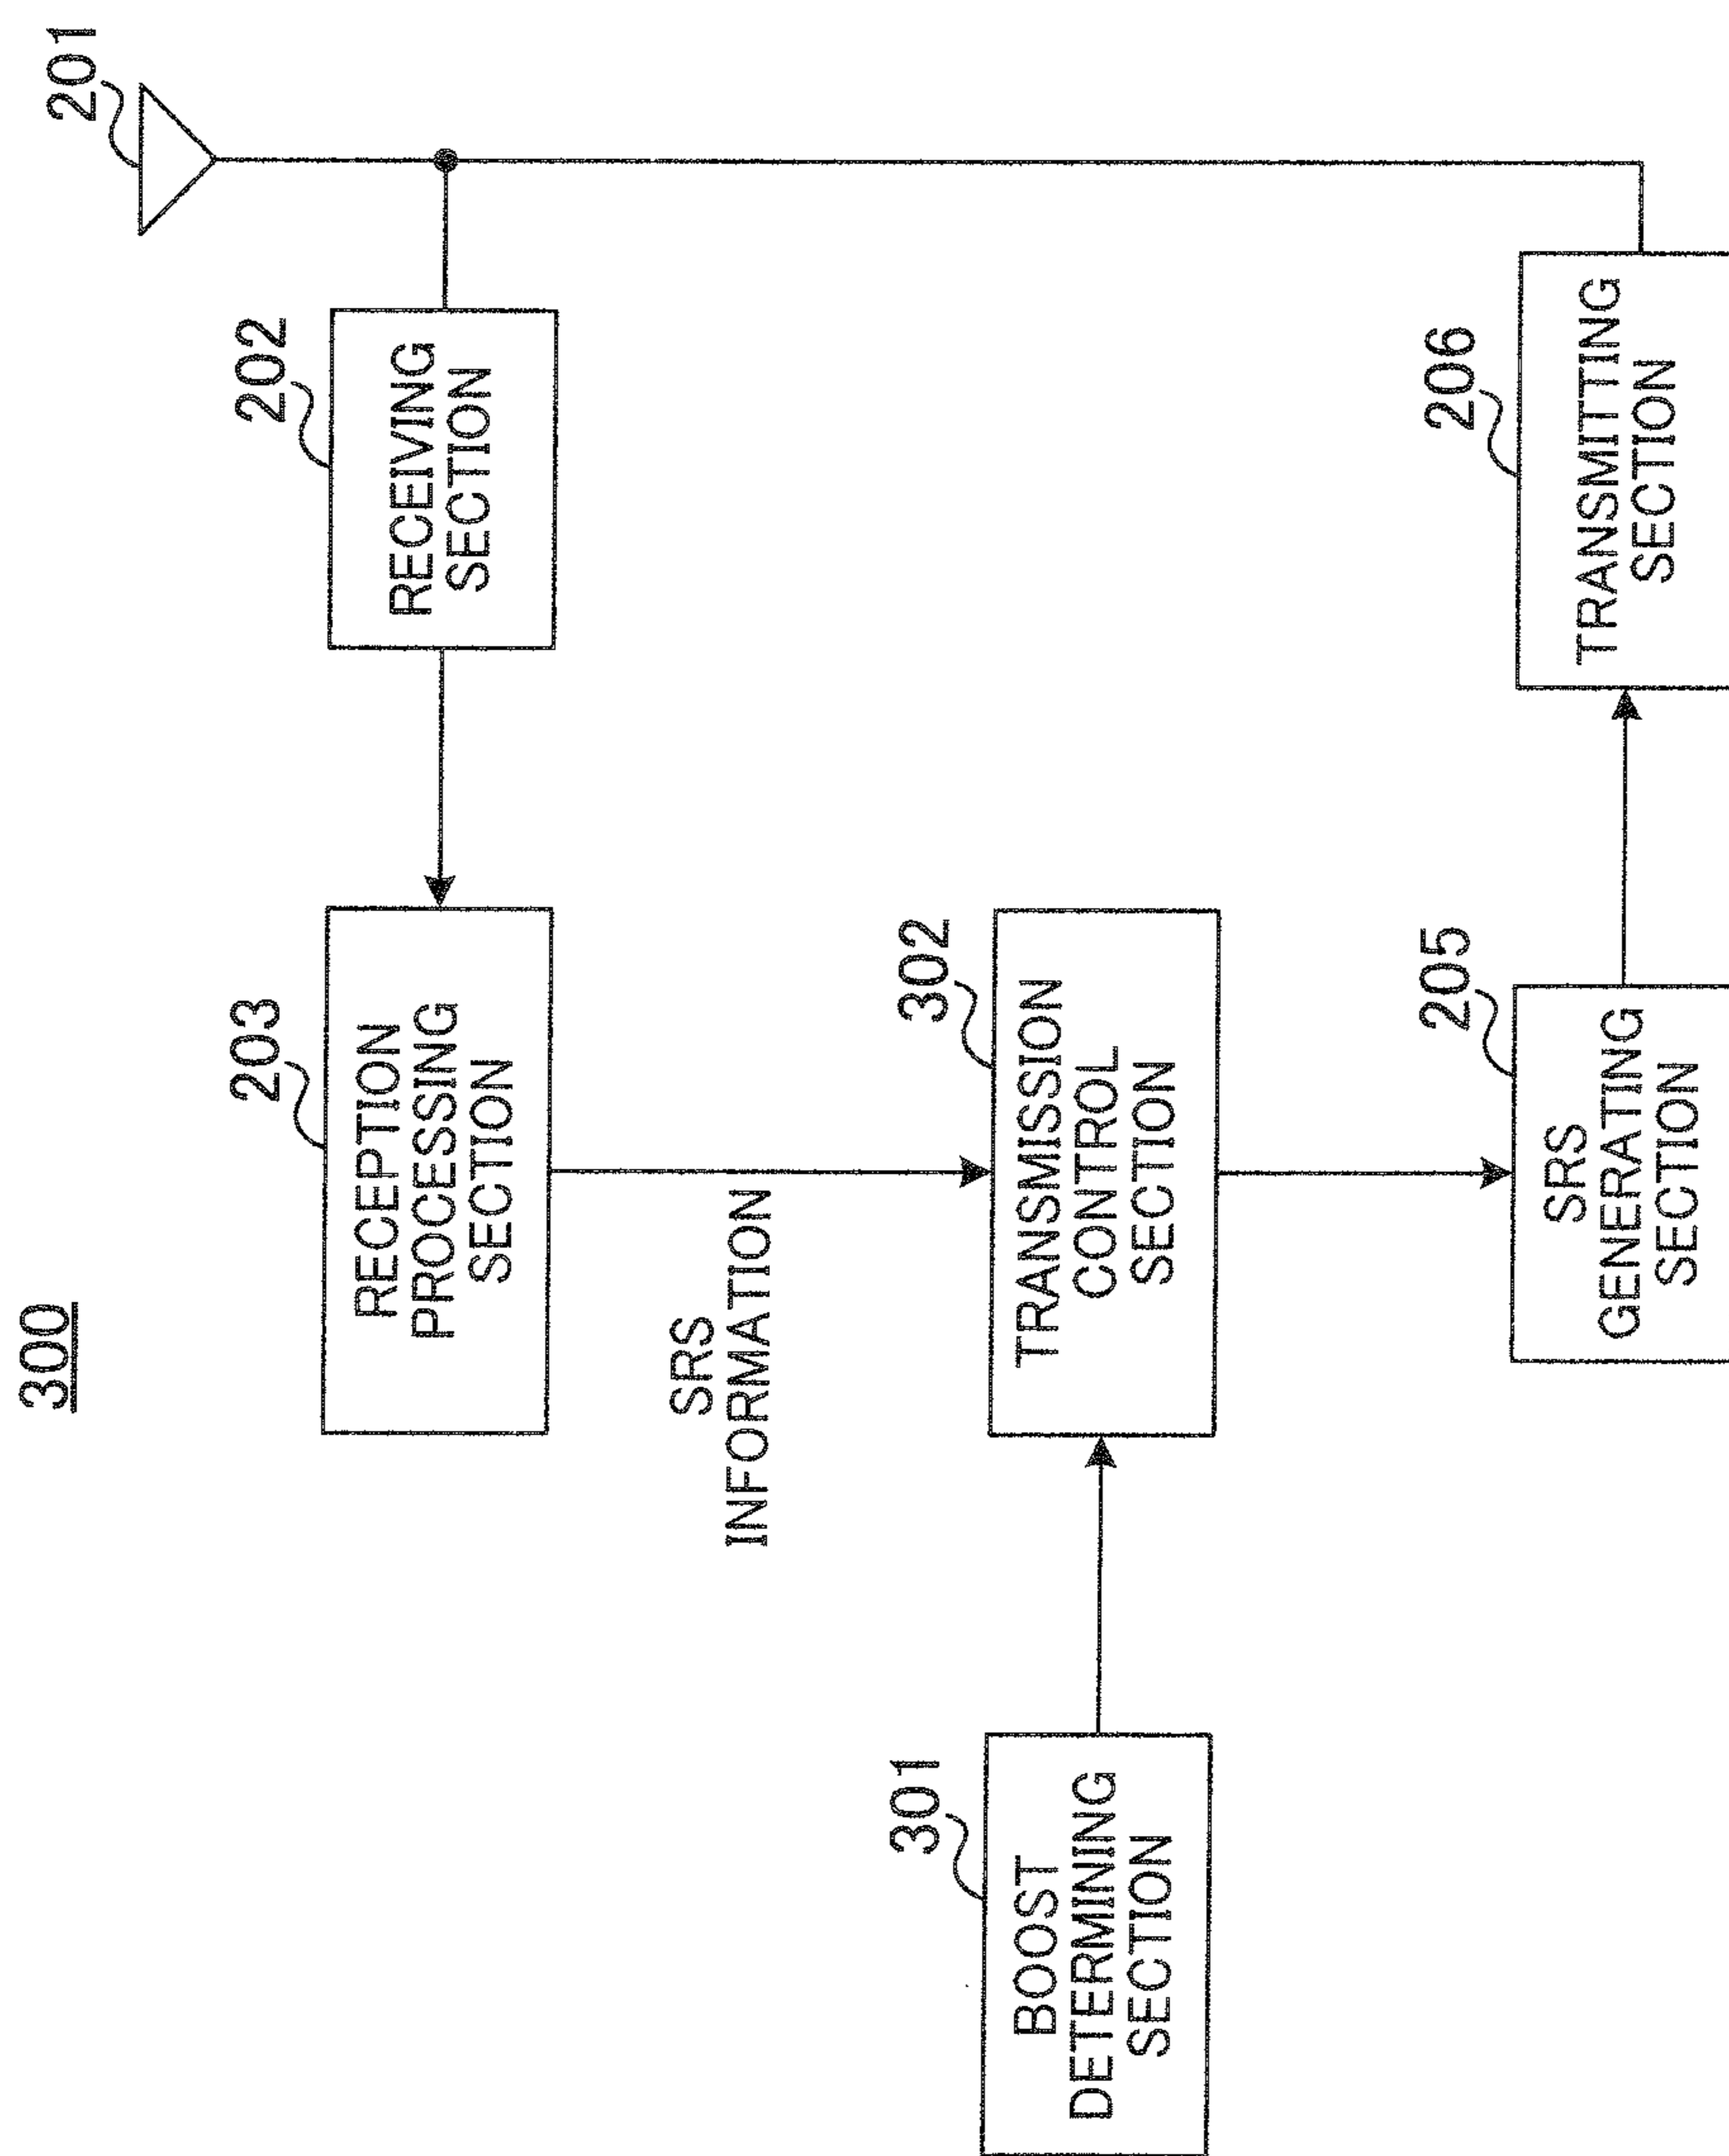 300
201
202
RECEIVING
SECTION
203
RECEPTION
PROCESSING
SECTION
SRS
INFORMATION
301
BOOST
DETERMINING
SECTION
302
TRANSMISSION
CONTROL
SECTION
205
SRS
GENERATING
SECTION
206
TRANSMITTING
SECTION